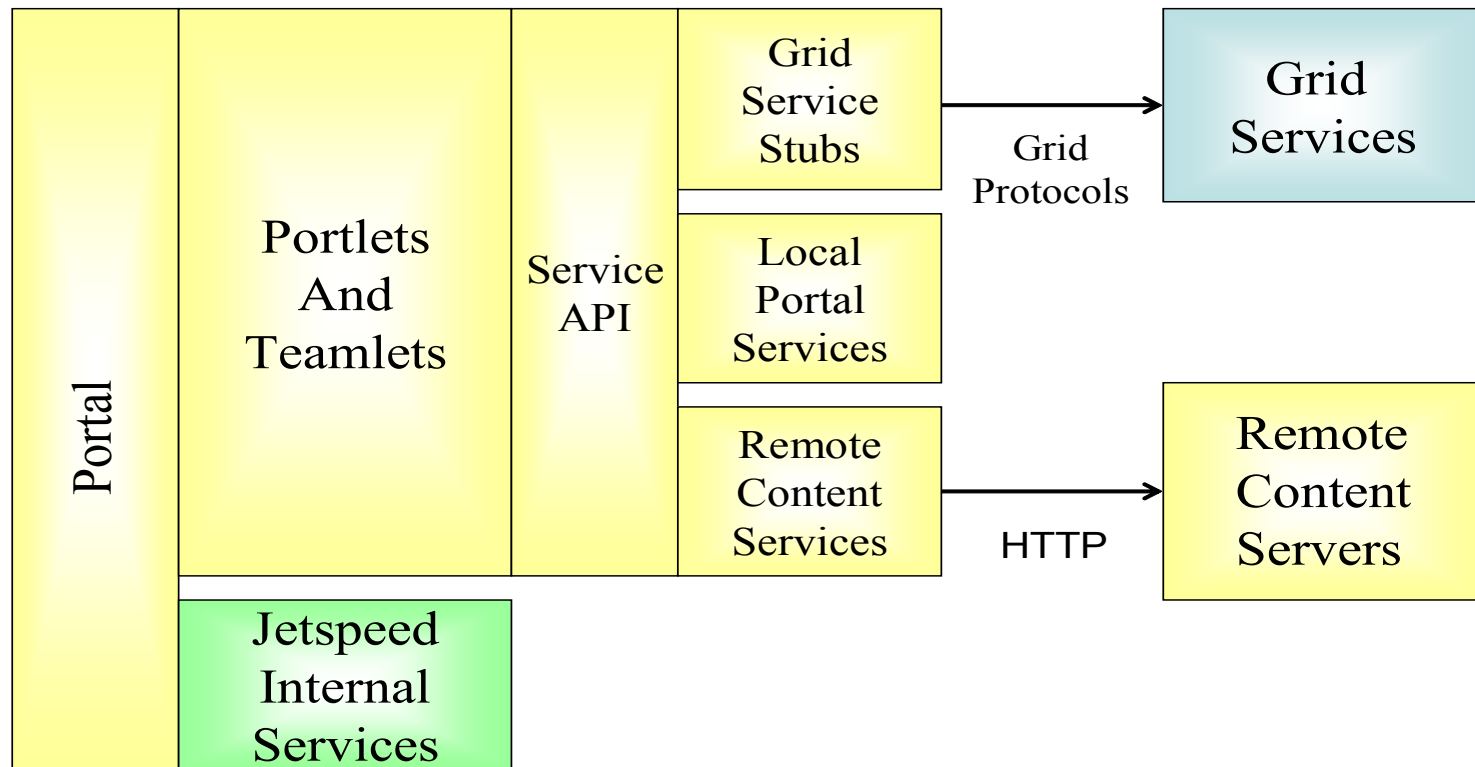 Portal
Portlets
And
Teamlets
Service
API
Grid
Service
Stubs
Grid
Protocols
Grid
Services
Local
Portal
Services
Remote
Content
Services
HTTP
Remote
Content
Servers
Jetspeed
Internal
Services